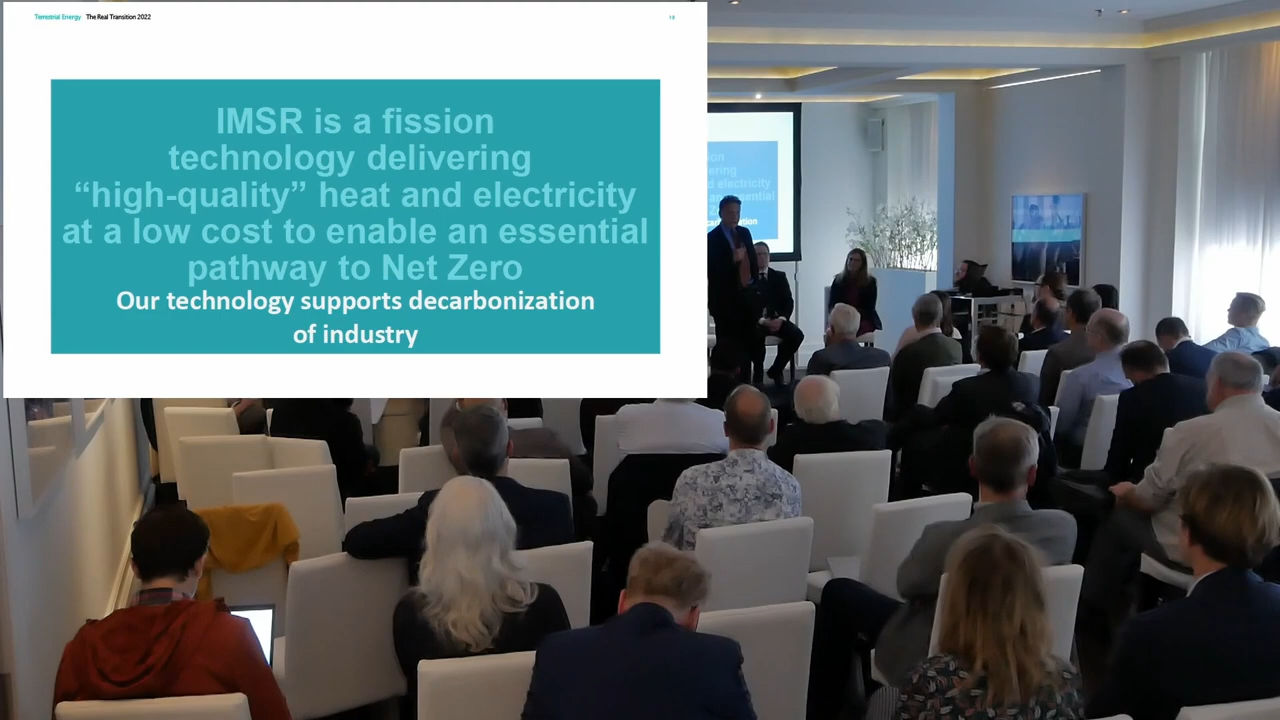 Terrestrial Energy The Real Transition 2022
IMSR is a fission
technology delivering
“high-quality” heat and electricity
at a low cost to enable an essential
pathway to Net Zero
Our technology supports decarbonization
of industry
electricity